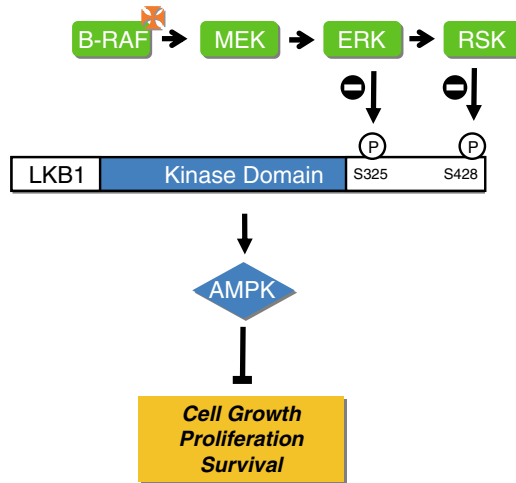 B-RAF MEK ERK RSK
P P
LKB1 Kinase Domain S325 S428
AMPK
Cell Growth
Proliferation
Survival